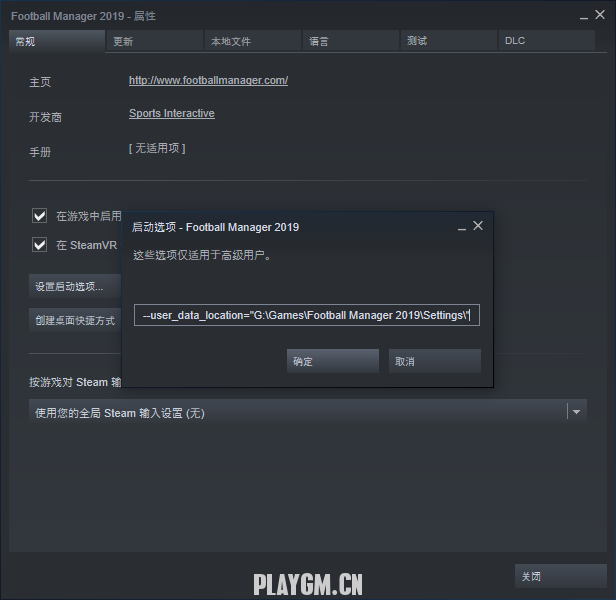 Football Manager 2019 - 属性
常规 更新 本地文件 语言 测试 DLC
主页 http://www.footballmanager.com/
开发商 Sports Interactive
手册 [ 无适用项 ]
在游戏中启用
在 SteamVR
设置启动选项...
创建桌面快捷方式
启动选项 - Football Manager 2019
这些选项仅适用于高级用户。
--user_data_location="G:\Games\Football Manager 2019\Settings\"
确定 取消
按游戏对 Steam 输
使用您的全局 Steam 输入设置 (无)
关闭
PLAYGM.CN